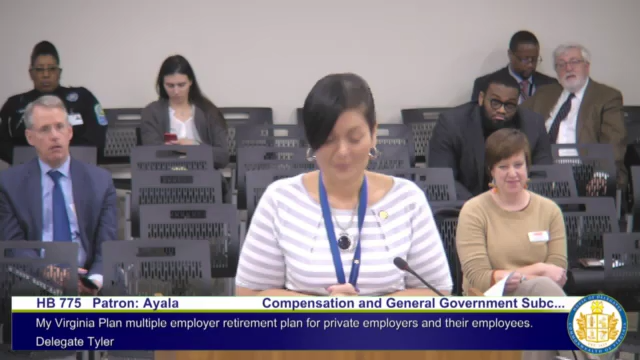 HB 775 Patron: Ayala Compensation and General Government Subc...
My Virginia Plan multiple employer retirement plan for private employers and their employees.
Delegate Tyler